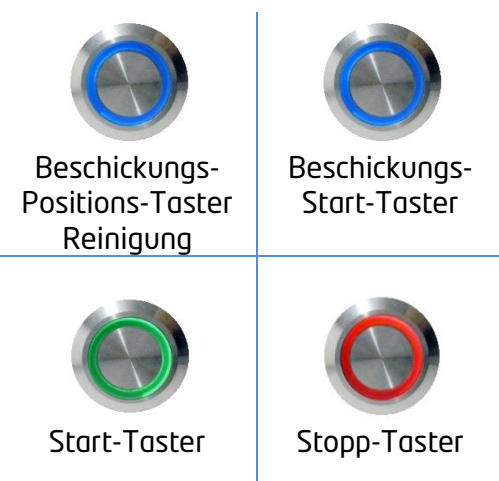 Beschickungs-
Positions-Taster
Reinigung
Beschickungs-
Start-Taster
Start-Taster
Stopp-Taster